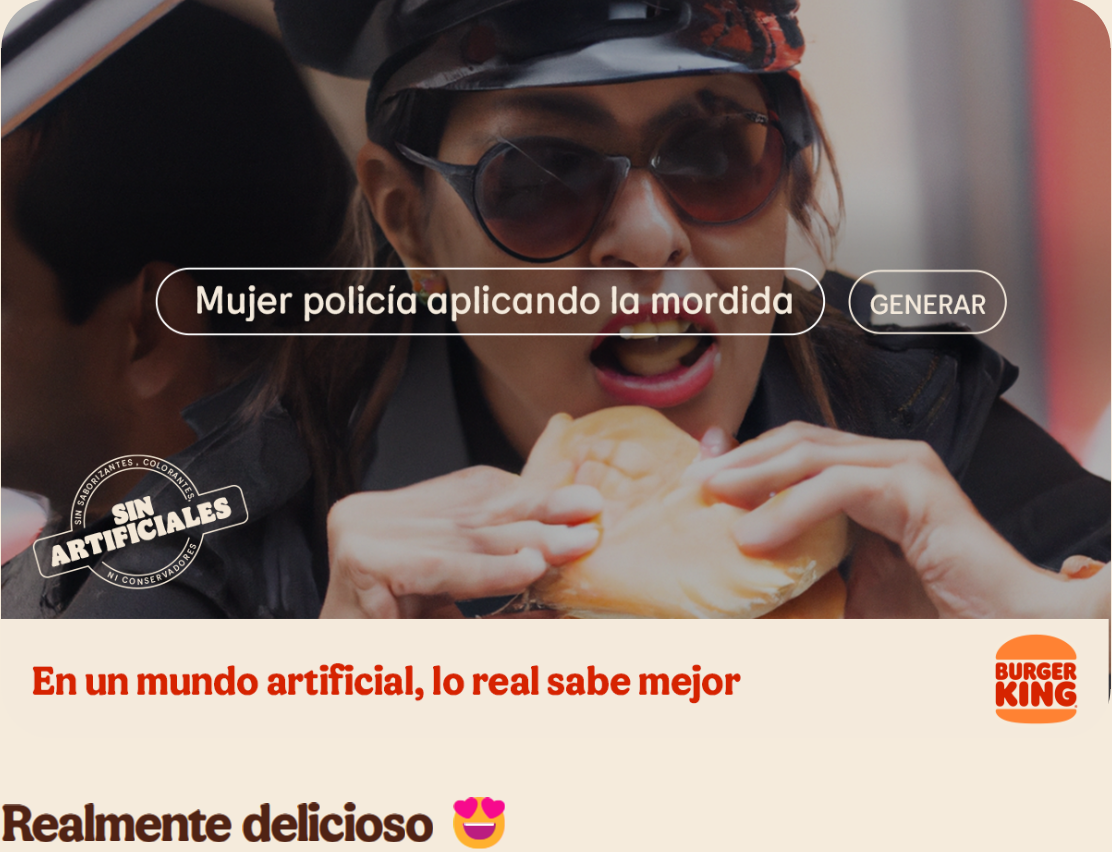 Mujer policía aplicando la mordida
GENERAR
SIN SABORIZANTES, COLORANTES,
SIN
ARTIFICIALES
NI CONSERVADORES
En un mundo artificial, lo real sabe mejor
BURGER
KING
Realmente delicioso 😍